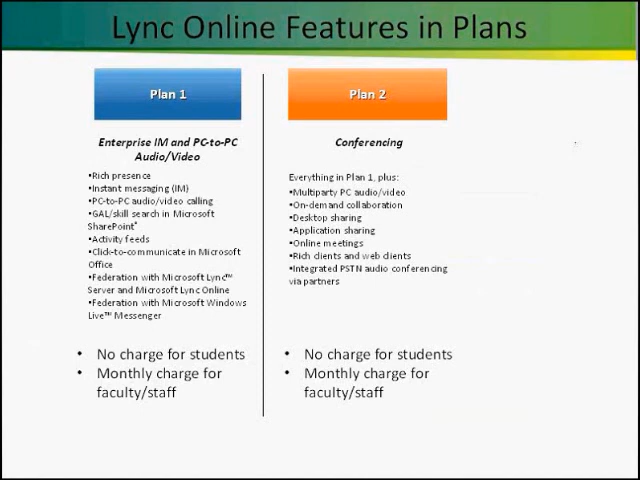 Lync Online Features in Plans
Plan 1
Enterprise IM and PC-to-PC
Audio/Video
•Rich presence
•Instant messaging (IM)
•PC-to-PC audio/video calling
•GAL/skill search in Microsoft
SharePoint®
•Activity feeds
•Click-to-communicate in Microsoft
Office
•Federation with Microsoft Lync™
Server and Microsoft Lync Online
•Federation with Microsoft Windows
Live™ Messenger
• No charge for students
• Monthly charge for
faculty/staff
Plan 2
Conferencing
Everything in Plan 1, plus:
•Multiparty PC audio/video
•On-demand collaboration
•Desktop sharing
•Application sharing
•Online meetings
•Rich clients and web clients
•Integrated PSTN audio conferencing
via partners
• No charge for students
• Monthly charge for
faculty/staff